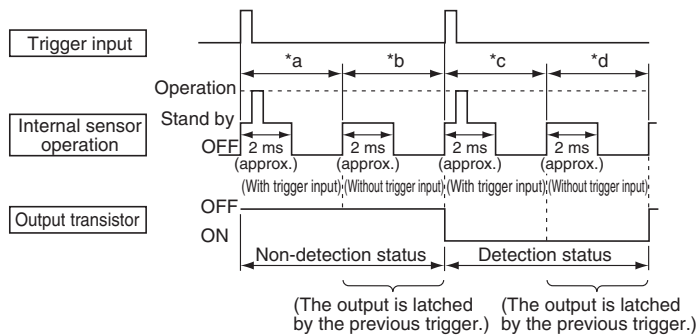 Trigger input
*a *b *c *d
Operation
Stand by
Internal sensor
operation
OFF
2 ms 2 ms 2 ms 2 ms
(approx.) (approx.) (approx.) (approx.)
(With trigger input) (Without trigger input) (With trigger input) (Without trigger input)
Output transistor
OFF
ON
Non-detection status Detection status
(The output is latched (The output is latched
by the previous trigger.) by the previous trigger.)